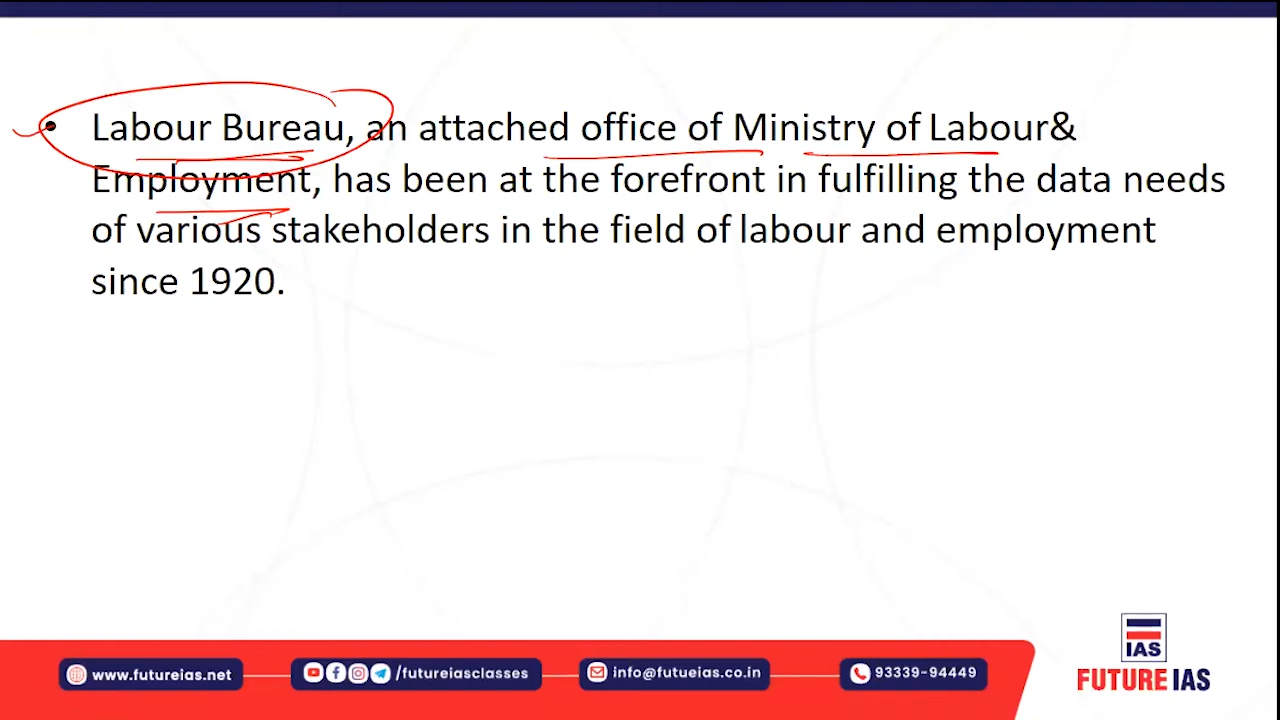 Labour Bureau, an attached office of Ministry of Labour&
Employment, has been at the forefront in fulfilling the data needs
of various stakeholders in the field of labour and employment
since 1920.
IAS
FUTURE IAS
www.futureias.net
/futureiasclasses
info@futueias.co.in
93339-94449